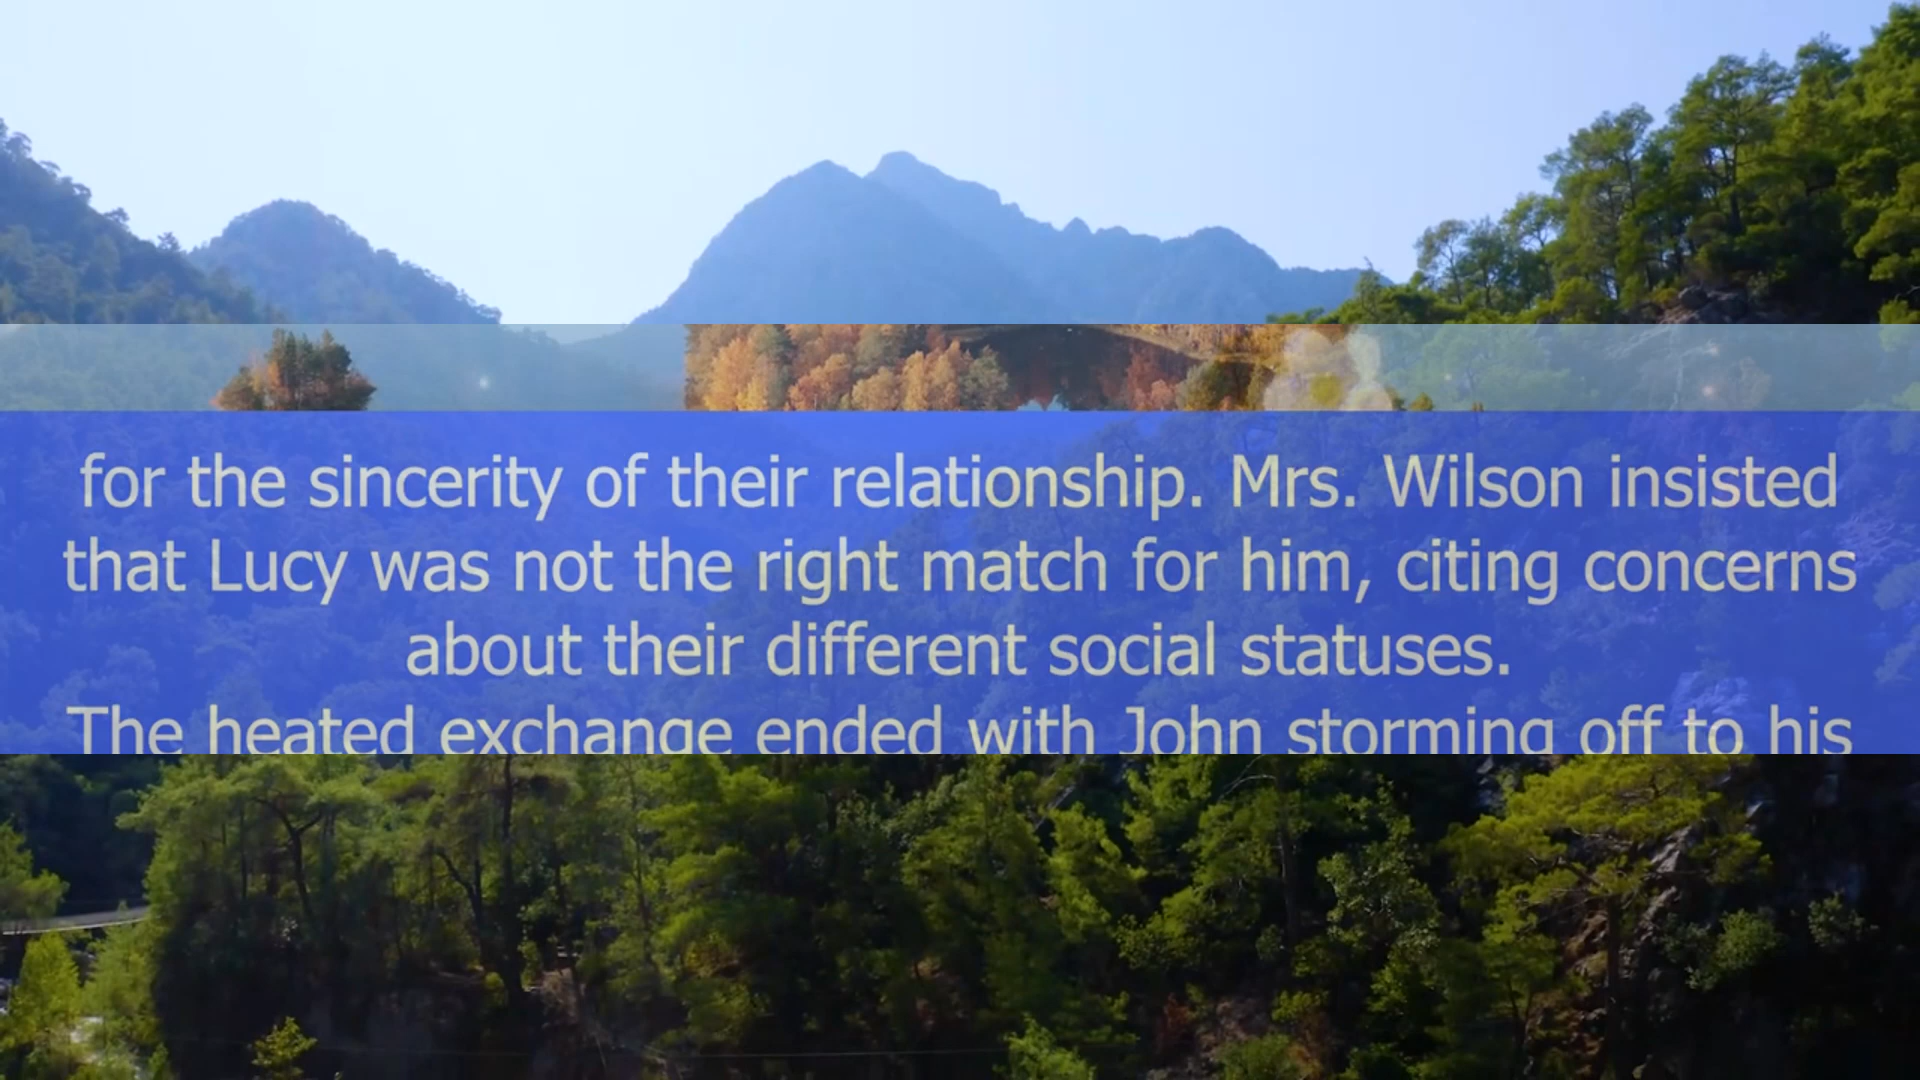 for the sincerity of their relationship. Mrs. Wilson insisted
that Lucy was not the right match for him, citing concerns
about their different social statuses.
The heated exchange ended with John storming off to his